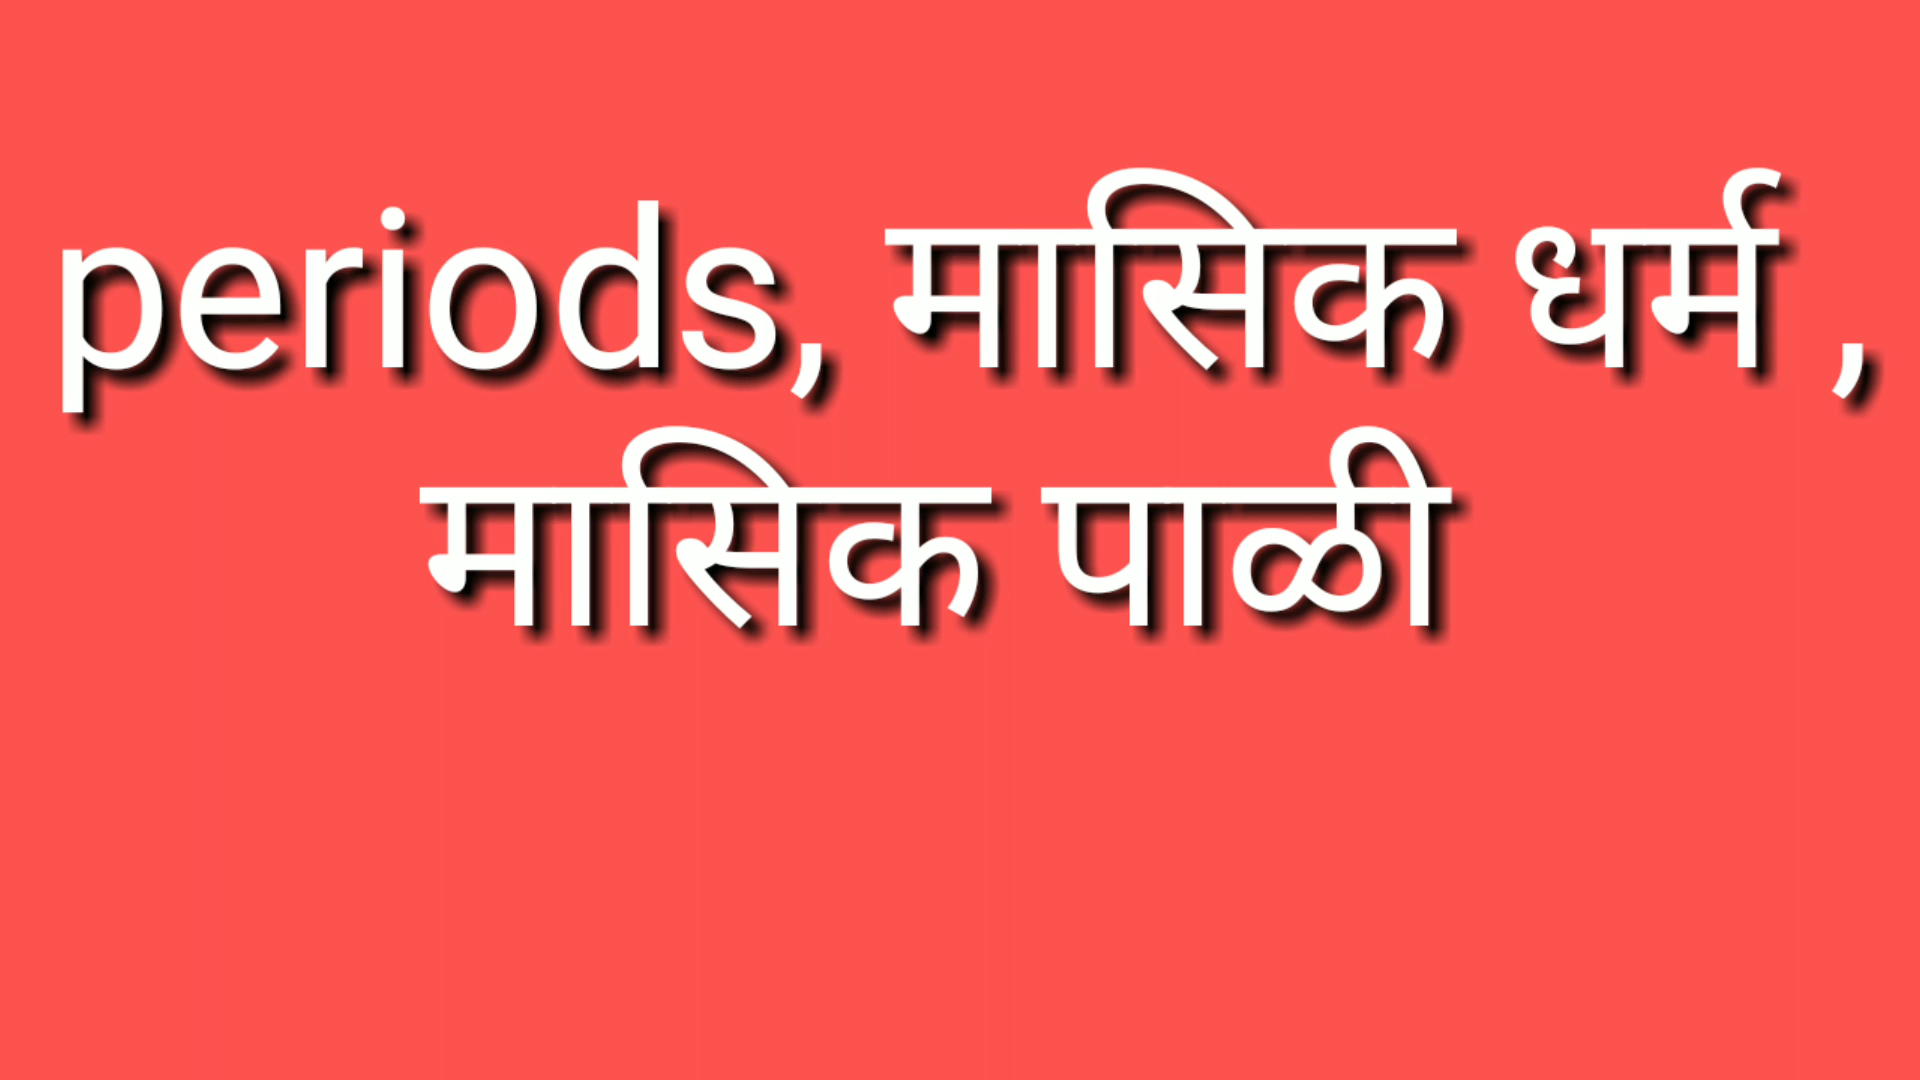 periods, मासिक धर्म ,
मासिक पाळी